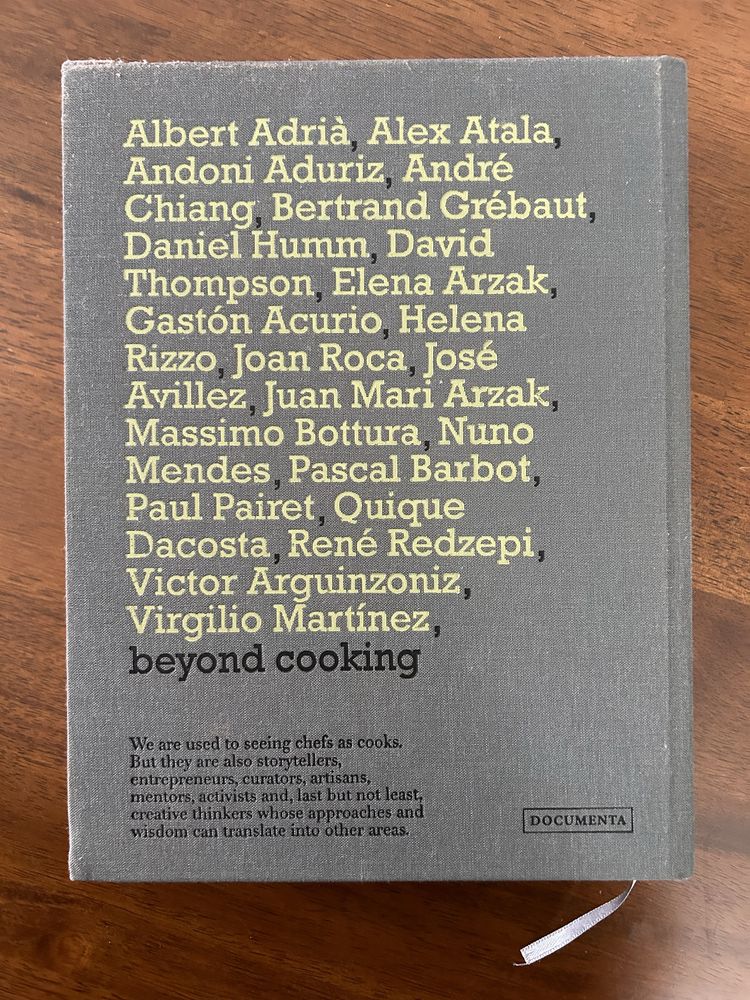 Albert Adrià, Alex Atala,
Andoni Aduriz, André
Chiang, Bertrand Grébaut,
Daniel Humm, David
Thompson, Elena Arzak,
Gastón Acurio, Helena
Rizzo, Joan Roca, José
Avillez, Juan Mari Arzak,
Massimo Bottura, Nuno
Mendes, Pascal Barbot,
Paul Pairet, Quique
Dacosta, René Redzepi,
Victor Arguinzoniz,
Virgilio Martínez,
beyond cooking
We are used to seeing chefs as cooks.
But they are also storytellers,
entrepreneurs, curators, artisans,
mentors, activists and, last but not least,
creative thinkers whose approaches and
wisdom can translate into other areas.
DOCUMENTA